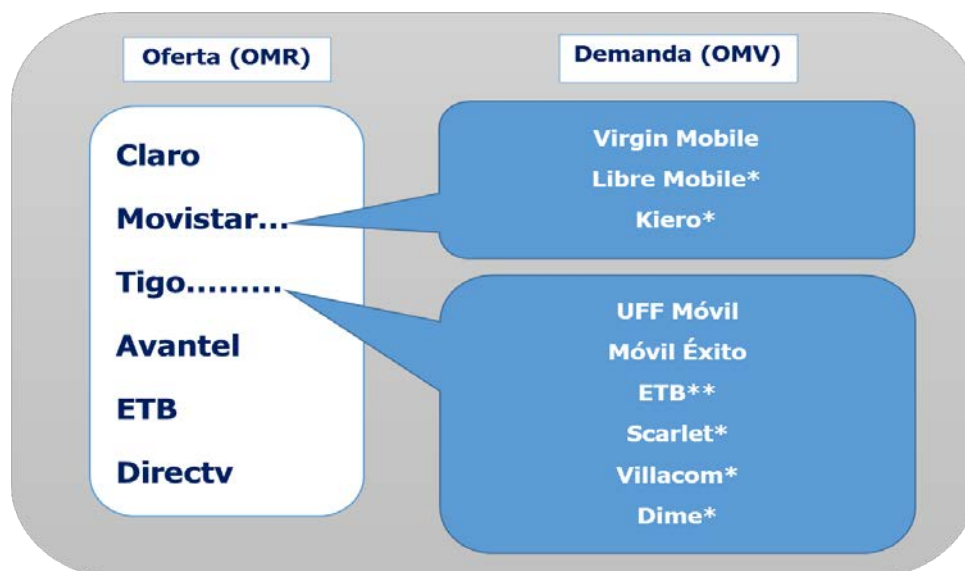 Oferta (OMR)
Claro
Movistar...
Tigo.........
Avantel
ETB
Directv
Demanda (OMV)
Virgin Mobile
Libre Mobile*
Kiero*
UFF Móvil
Móvil Éxito
ETB**
Scarlet*
Villacom*
Dime*